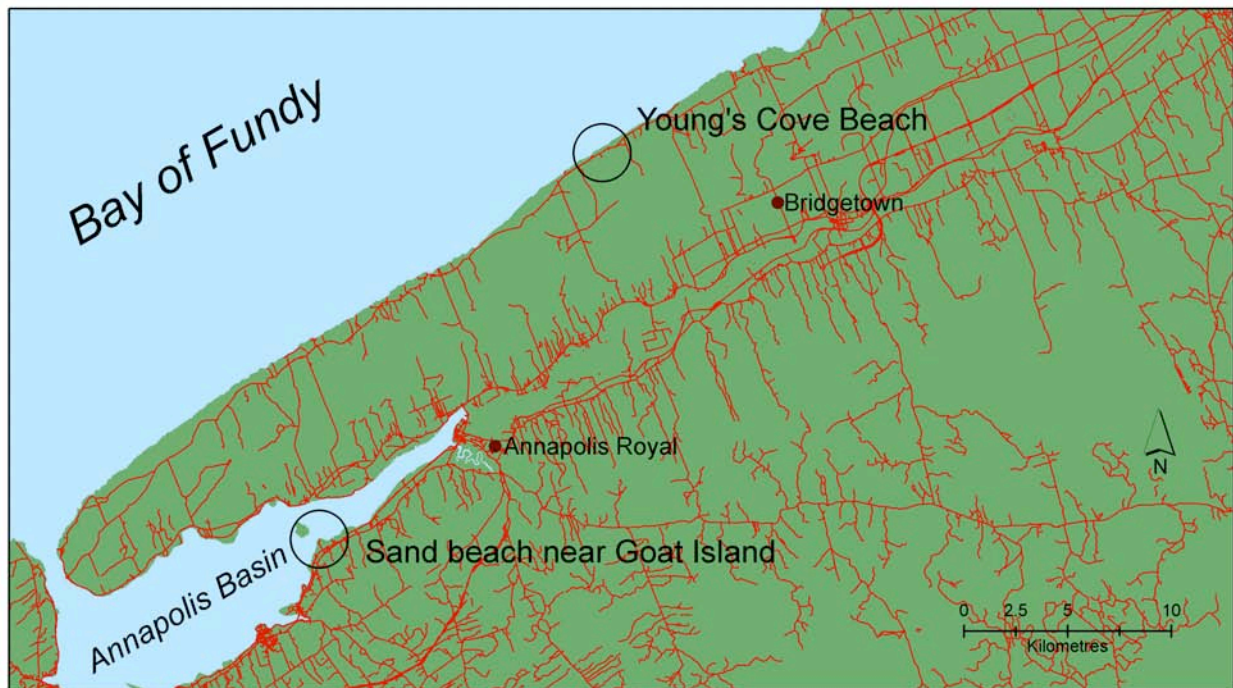 Bay of Fundy
Young's Cove Beach
Bridgetown
Annapolis Royal
Sand beach near Goat Island
Annapolis Basin
N
0 2.5 5 10
Kilometres